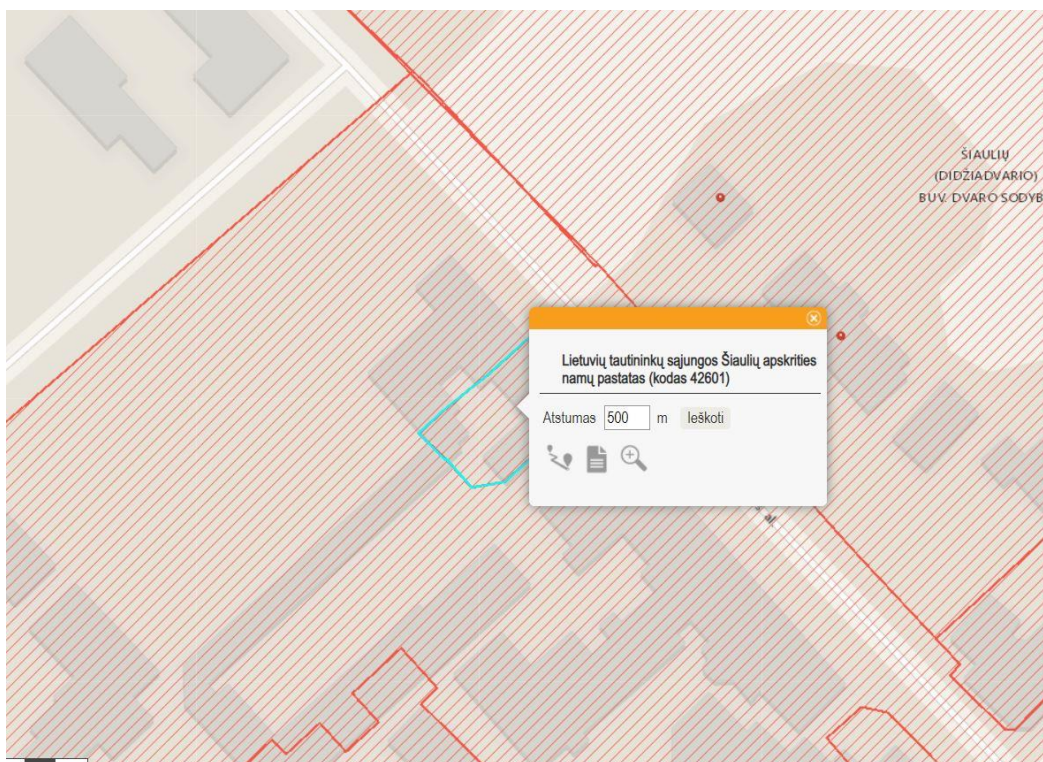 ŠIAULIŲ
(DIDŽIADVARIO)
BUV. DVARO SODYB
Lietuvių tautininkų sąjungos Šiaulių apskrities
namų pastatas (kodas 42601)
Atstumas 500 m Ieškoti